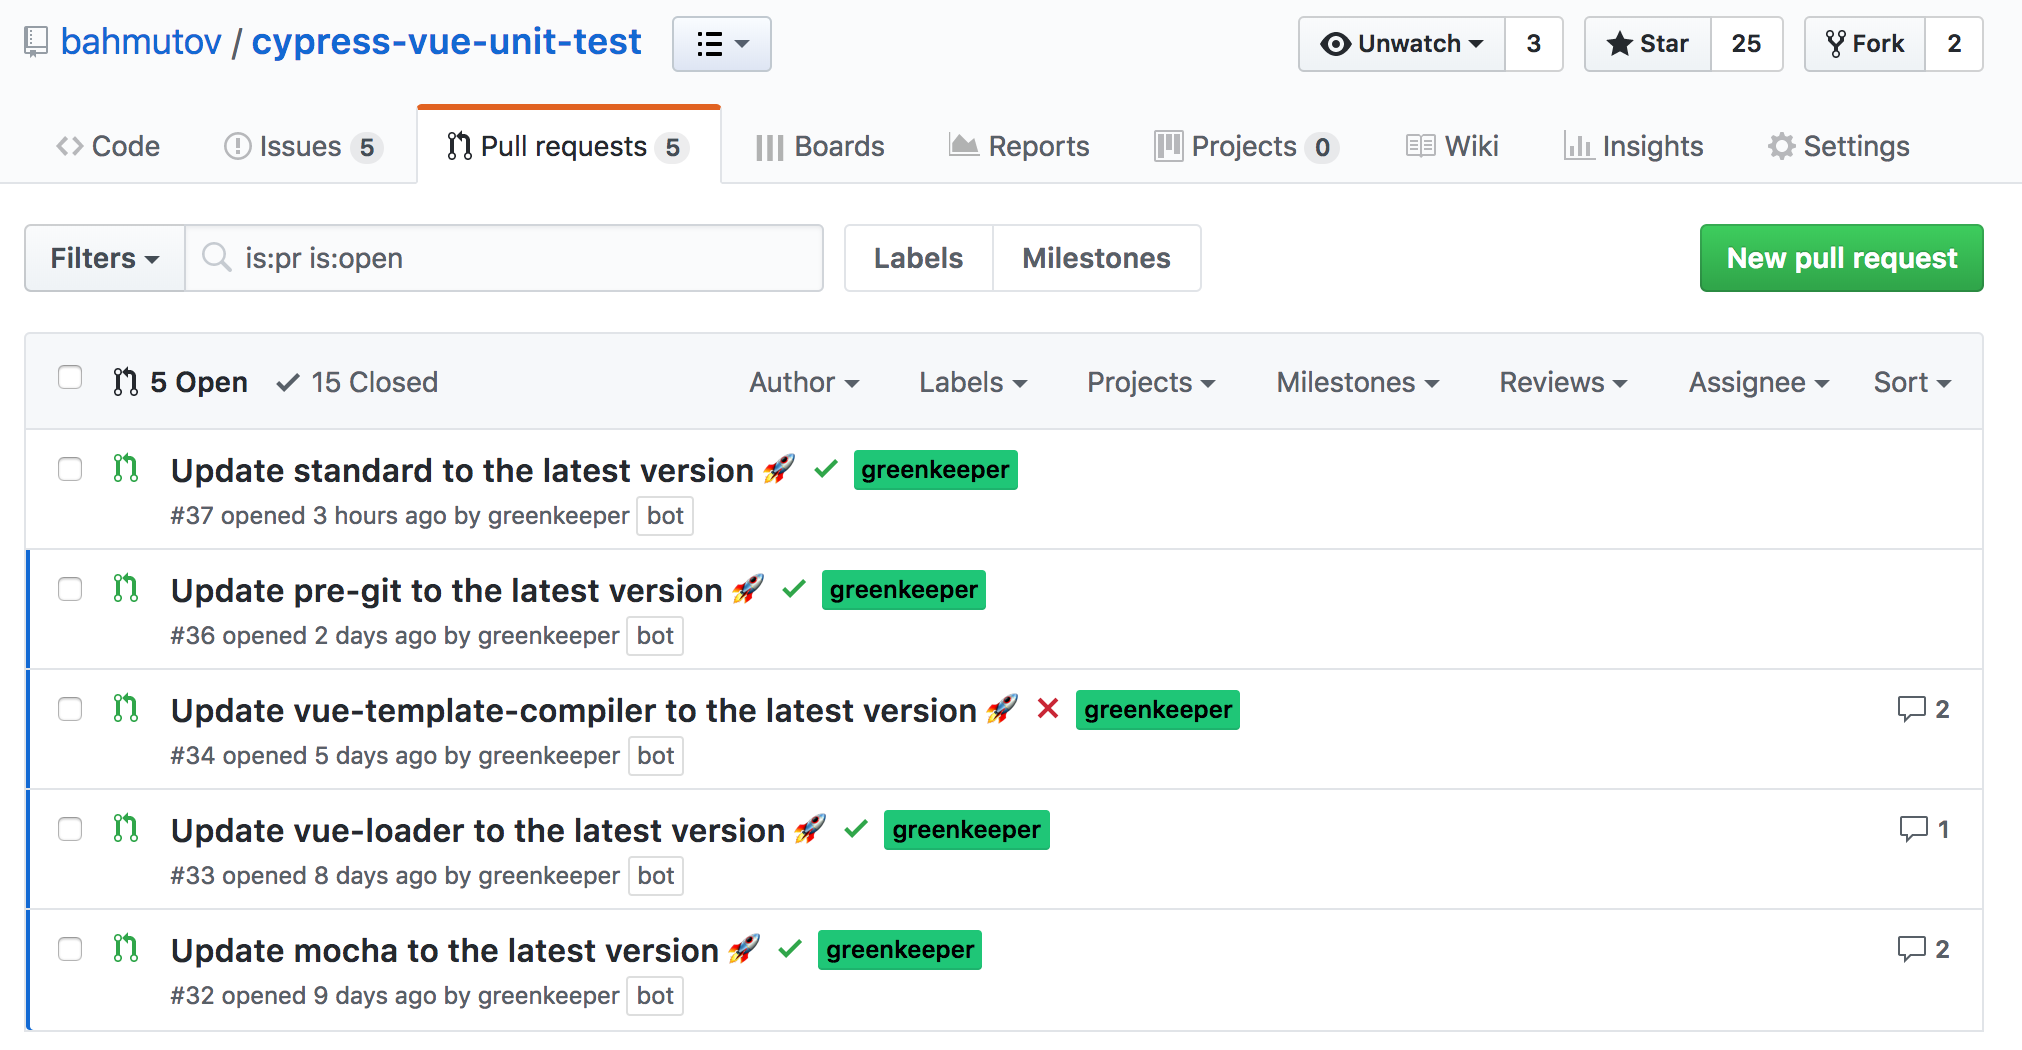 bahmutov / cypress-vue-unit-test Unwatch 3 Star 25 Fork 2
Code Issues 5 Pull requests 5 Boards Reports Projects 0 Wiki Insights Settings
Filters is:pr is:open Labels Milestones New pull request
5 Open 15 Closed Author Labels Projects Milestones Reviews Assignee Sort
Update standard to the latest version 🚀 greenkeeper
#37 opened 3 hours ago by greenkeeper bot
Update pre-git to the latest version 🚀 greenkeeper
#36 opened 2 days ago by greenkeeper bot
Update vue-template-compiler to the latest version 🚀 greenkeeper 2
#34 opened 5 days ago by greenkeeper bot
Update vue-loader to the latest version 🚀 greenkeeper 1
#33 opened 8 days ago by greenkeeper bot
Update mocha to the latest version 🚀 greenkeeper 2
#32 opened 9 days ago by greenkeeper bot